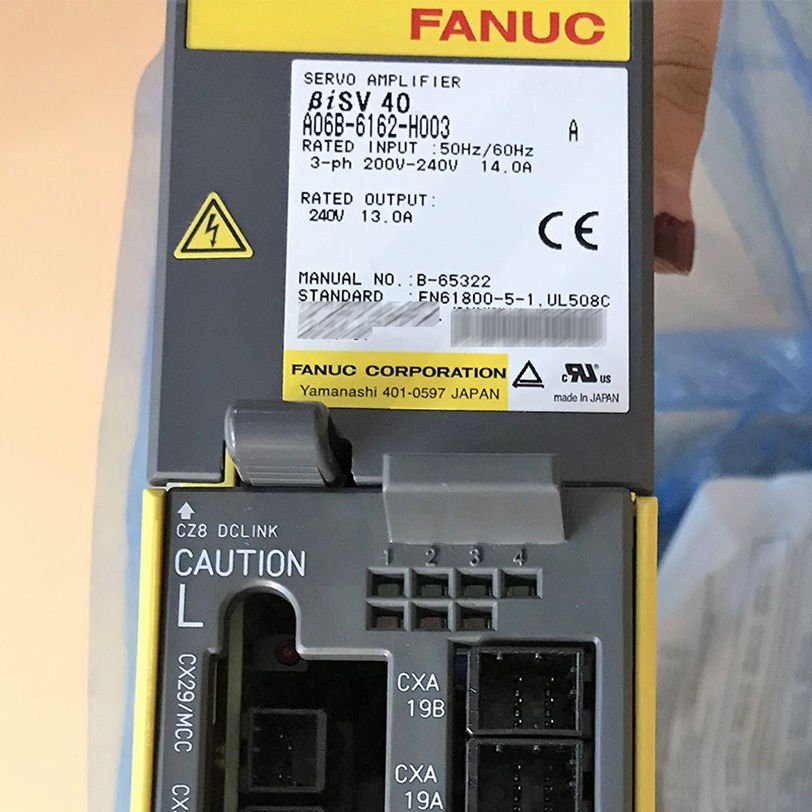 FANUC
SERVO AMPLIFIER
βiSV 40
A06B-6162-H003 A
RATED INPUT :50Hz/60Hz
3-ph 200V-240V 14.0A
RATED OUTPUT:
240V 13.0A
CE
MANUAL NO.:B-65322
STANDARD :EN61800-5-1,UL508C
FANUC CORPORATION
Yamanashi 401-0597 JAPAN
c RU us
made In JAPAN
CZ8 DCLINK
CAUTION
L
1 2 3 4
CX29/MCC
CXA
19B
CXA
19A
CX